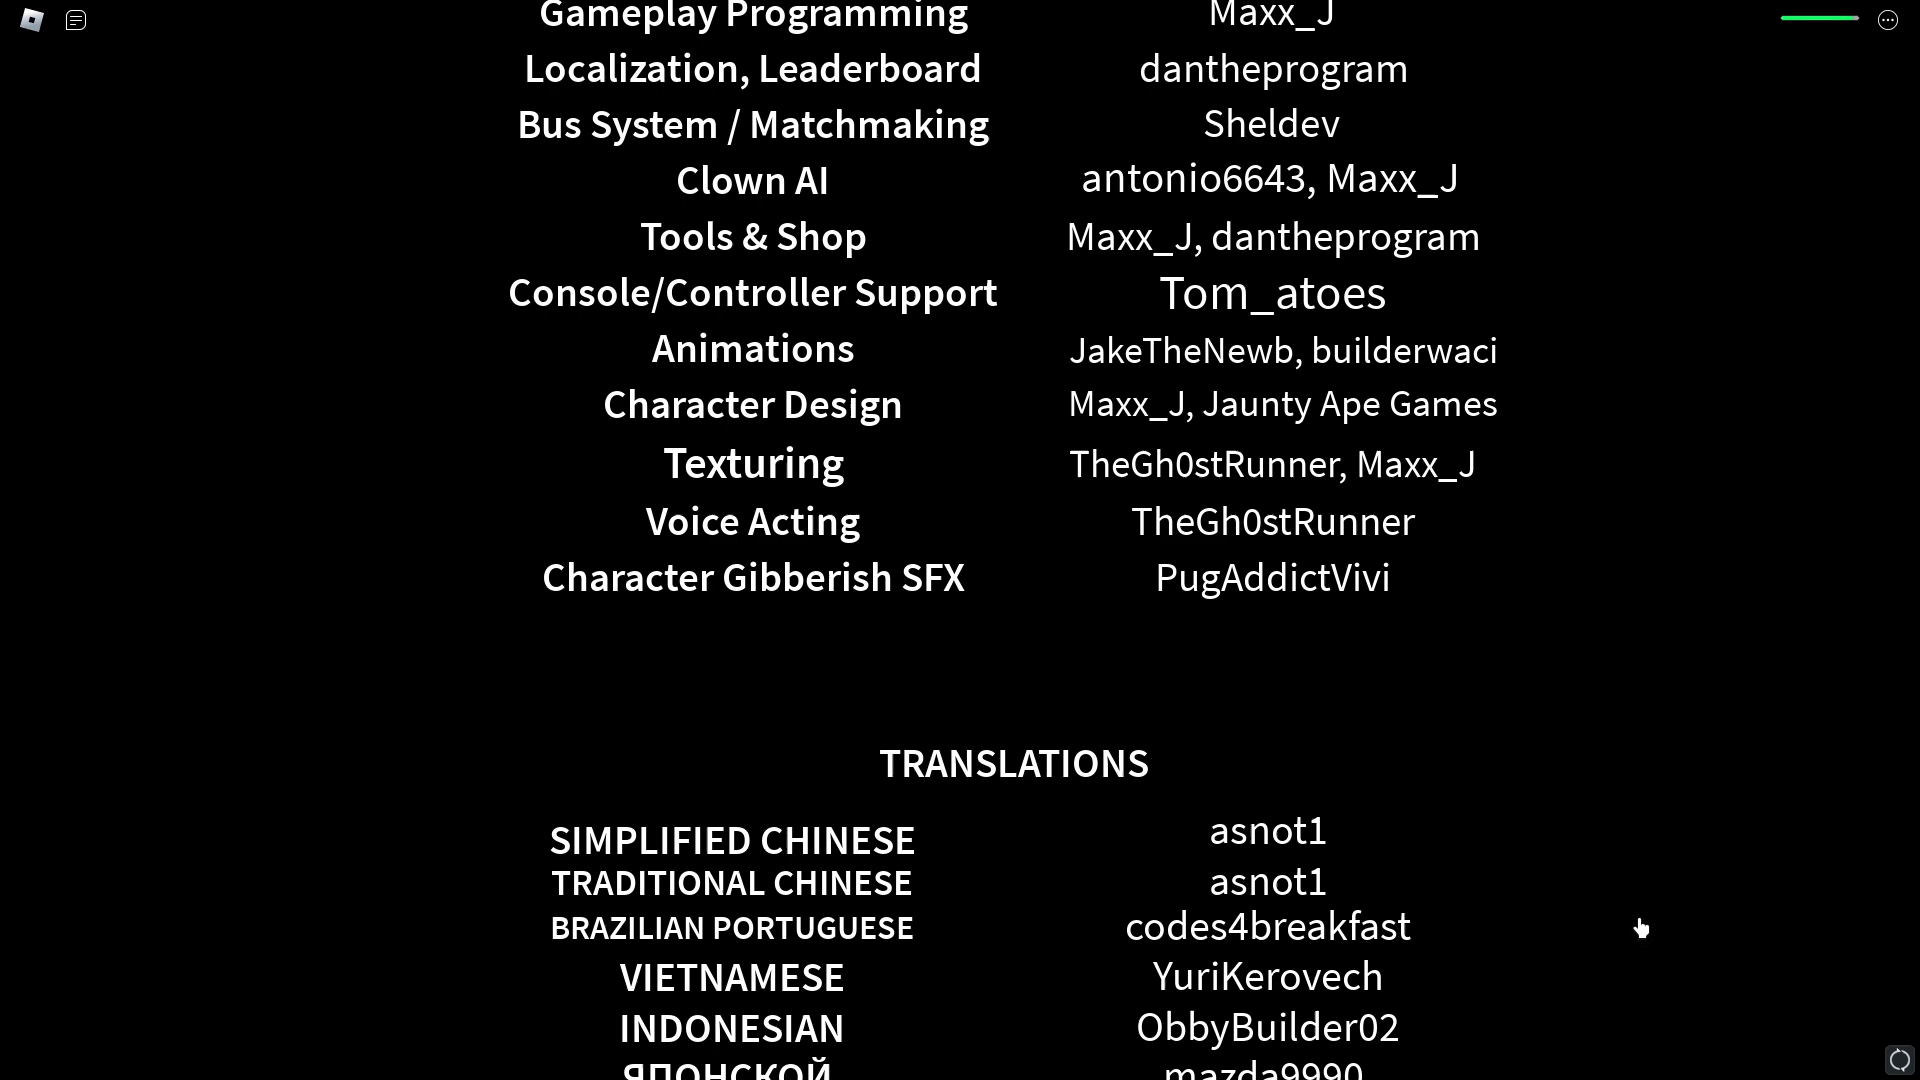 Gameplay Programming Maxx_J
Localization, Leaderboard dantheprogram
Bus System / Matchmaking Sheldev
Clown AI antonio6643, Maxx_J
Tools & Shop Maxx_J, dantheprogram
Console/Controller Support Tom_atoes
Animations JakeTheNewb, builderwaci
Character Design Maxx_J, Jaunty Ape Games
Texturing TheGh0stRunner, Maxx_J
Voice Acting TheGh0stRunner
Character Gibberish SFX PugAddictVivi
TRANSLATIONS
SIMPLIFIED CHINESE asnot1
TRADITIONAL CHINESE asnot1
BRAZILIAN PORTUGUESE codes4breakfast
VIETNAMESE YuriKerovech
INDONESIAN ObbyBuilder02
ЯПОНСКОЙ mazda9990